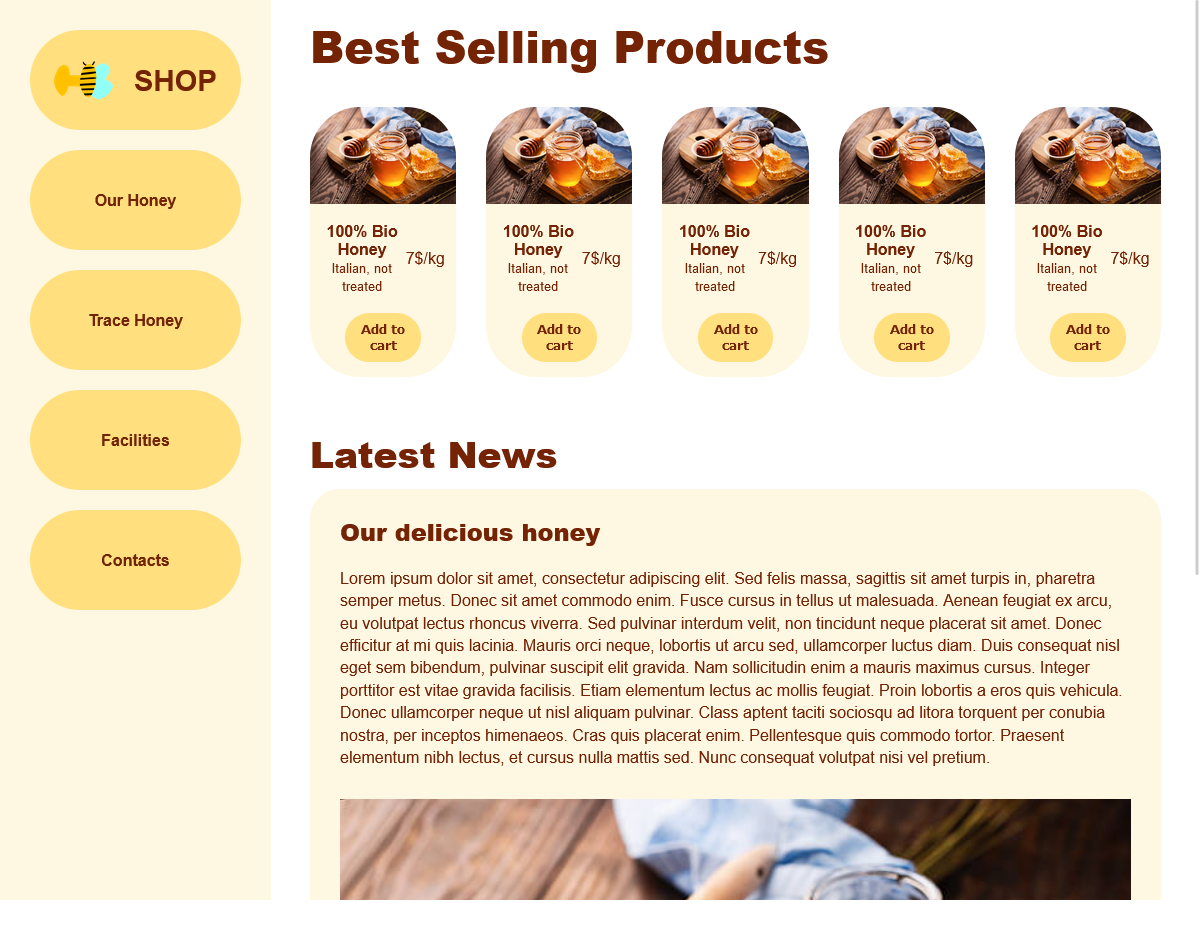 SHOP
Our Honey
Trace Honey
Facilities
Contacts
Best Selling Products
100% Bio
Honey
Italian, not
treated
7$/kg
Add to
cart
100% Bio
Honey
Italian, not
treated
7$/kg
Add to
cart
100% Bio
Honey
Italian, not
treated
7$/kg
Add to
cart
100% Bio
Honey
Italian, not
treated
7$/kg
Add to
cart
100% Bio
Honey
Italian, not
treated
7$/kg
Add to
cart
Latest News
Our delicious honey
Lorem ipsum dolor sit amet, consectetur adipiscing elit. Sed felis massa, sagittis sit amet turpis in, pharetra
semper metus. Donec sit amet commodo enim. Fusce cursus in tellus ut malesuada. Aenean feugiat ex arcu,
eu volutpat lectus rhoncus viverra. Sed pulvinar interdum velit, non tincidunt neque placerat sit amet. Donec
efficitur at mi quis lacinia. Mauris orci neque, lobortis ut arcu sed, ullamcorper luctus diam. Duis consequat nisl
eget sem bibendum, pulvinar suscipit elit gravida. Nam sollicitudin enim a mauris maximus cursus. Integer
porttitor est vitae gravida facilisis. Etiam elementum lectus ac mollis feugiat. Proin lobortis a eros quis vehicula.
Donec ullamcorper neque ut nisl aliquam pulvinar. Class aptent taciti sociosqu ad litora torquent per conubia
nostra, per inceptos himenaeos. Cras quis placerat enim. Pellentesque quis commodo tortor. Praesent
elementum nibh lectus, et cursus nulla mattis sed. Nunc consequat volutpat nisi vel pretium.